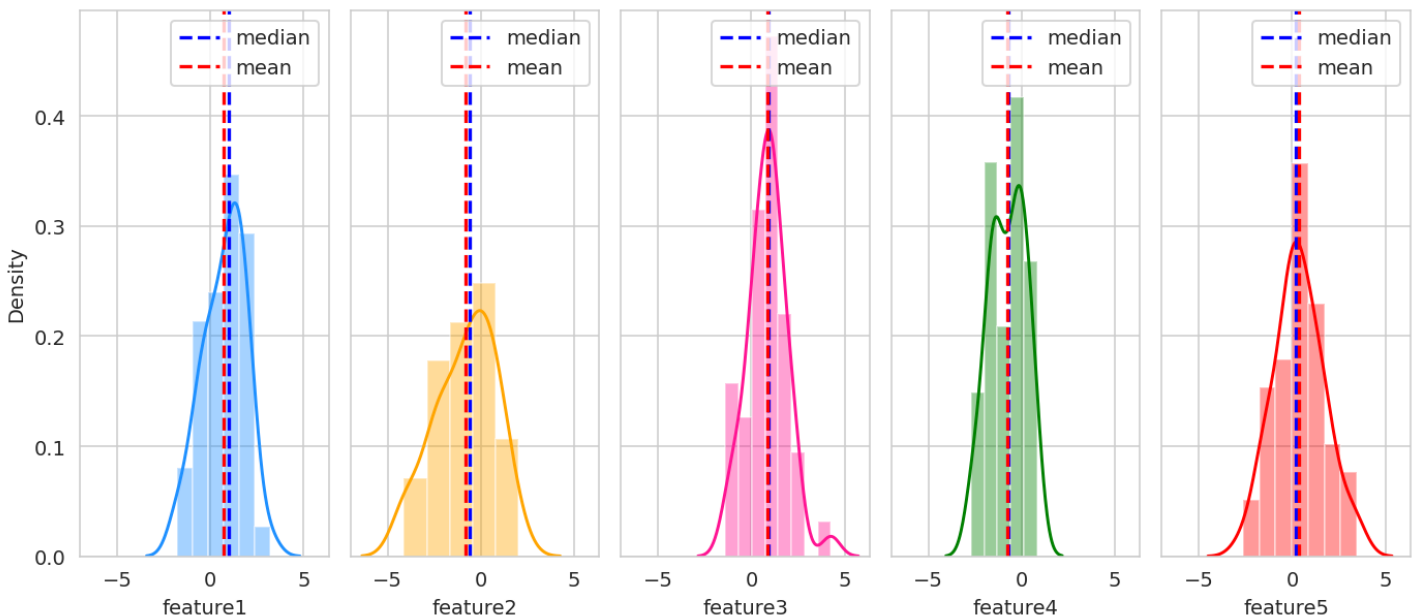 median median median median median
mean mean mean mean mean
0.4
0.3
0.2
0.1
0.0
Density
−5 0 5 −5 0 5 −5 0 5 −5 0 5 −5 0 5
feature1 feature2 feature3 feature4 feature5